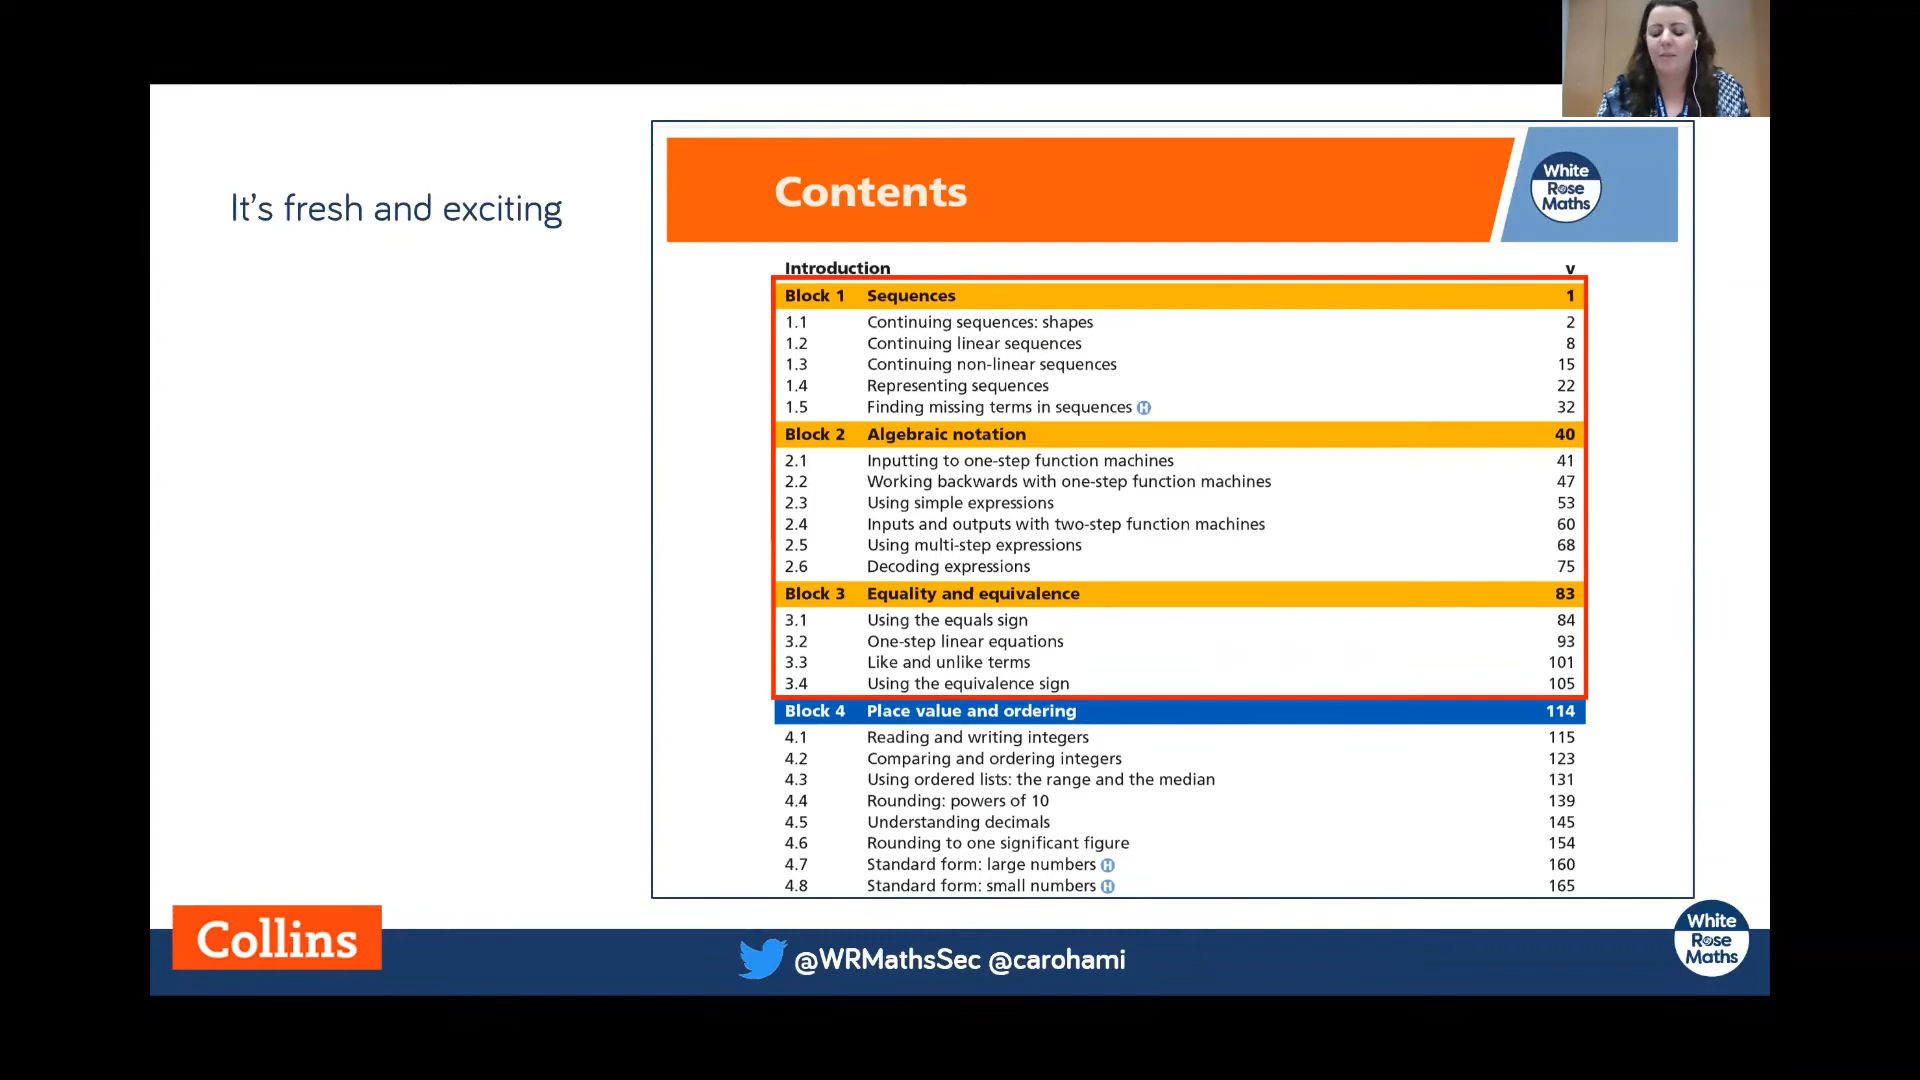 It's fresh and exciting
Contents
White
Rose
Maths
Introduction v
Block 1 Sequences 1
1.1 Continuing sequences: shapes 2
1.2 Continuing linear sequences 8
1.3 Continuing non-linear sequences 15
1.4 Representing sequences 22
1.5 Finding missing terms in sequences H 32
Block 2 Algebraic notation 40
2.1 Inputting to one-step function machines 41
2.2 Working backwards with one-step function machines 47
2.3 Using simple expressions 53
2.4 Inputs and outputs with two-step function machines 60
2.5 Using multi-step expressions 68
2.6 Decoding expressions 75
Block 3 Equality and equivalence 83
3.1 Using the equals sign 84
3.2 One-step linear equations 93
3.3 Like and unlike terms 101
3.4 Using the equivalence sign 105
Block 4 Place value and ordering 114
4.1 Reading and writing integers 115
4.2 Comparing and ordering integers 123
4.3 Using ordered lists: the range and the median 131
4.4 Rounding: powers of 10 139
4.5 Understanding decimals 145
4.6 Rounding to one significant figure 154
4.7 Standard form: large numbers H 160
4.8 Standard form: small numbers H 165
Collins
@WRMathsSec @carohami
White
Rose
Maths